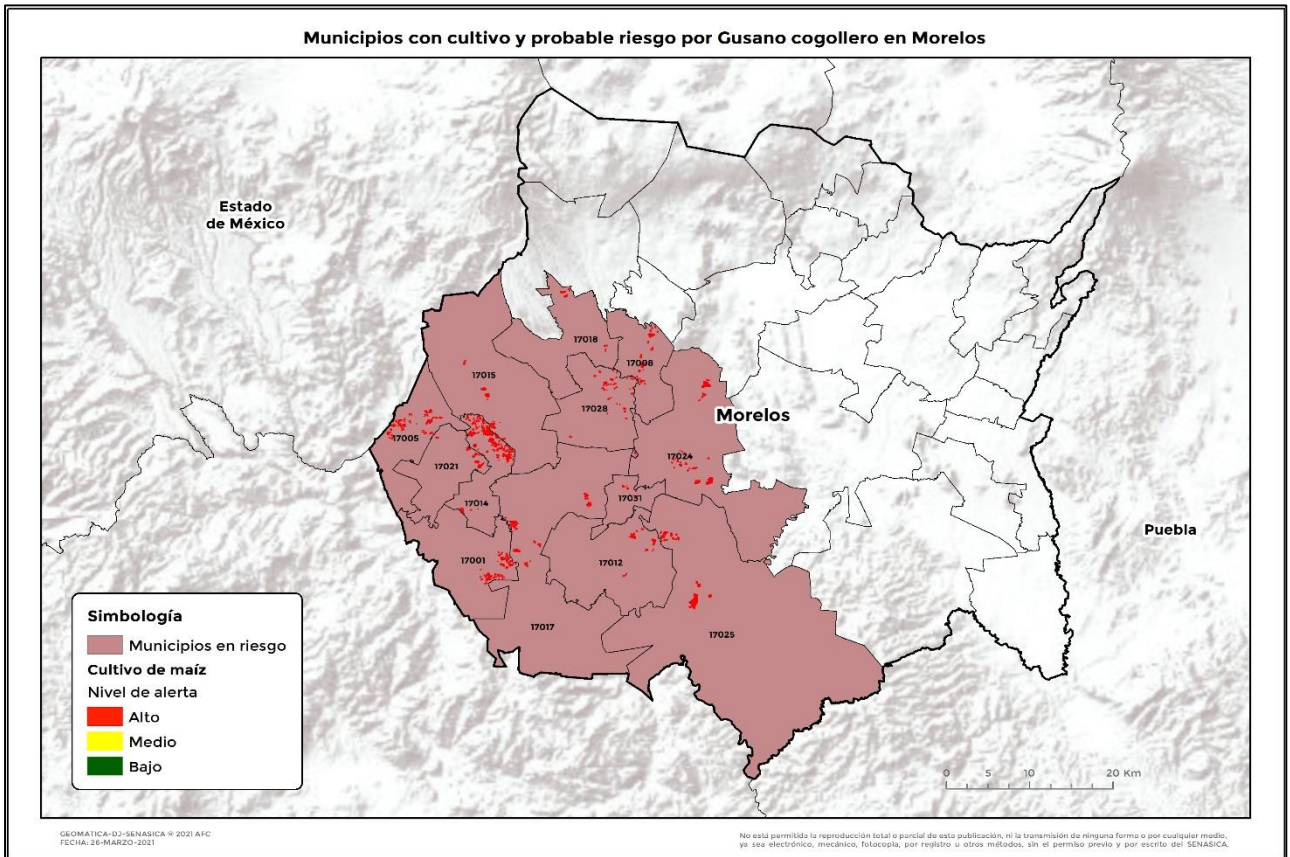 Municipios con cultivo y probable riesgo por Gusano cogollero en Morelos
Estado
de México
17018
17008
17015
Morelos
17028
17005
17021
17024
17014
17031
Puebla
17001
17012
17017
17025
Simbología
Municipios en riesgo
Cultivo de maíz
Nivel de alerta
Alto
Medio
Bajo
0 5 10 20 Km
GEOMATICA-DJ-SENASICA ® 2021 AFC
FECHA: 26-MARZO-2021
No está permitida la reproducción total o parcial de esta publicación, ni la transmisión de ninguna forma o por cualquier medio,
ya sea electrónico, mecánico, fotocopia, por registro u otros métodos, sin el permiso previo y por escrito del SENASICA.